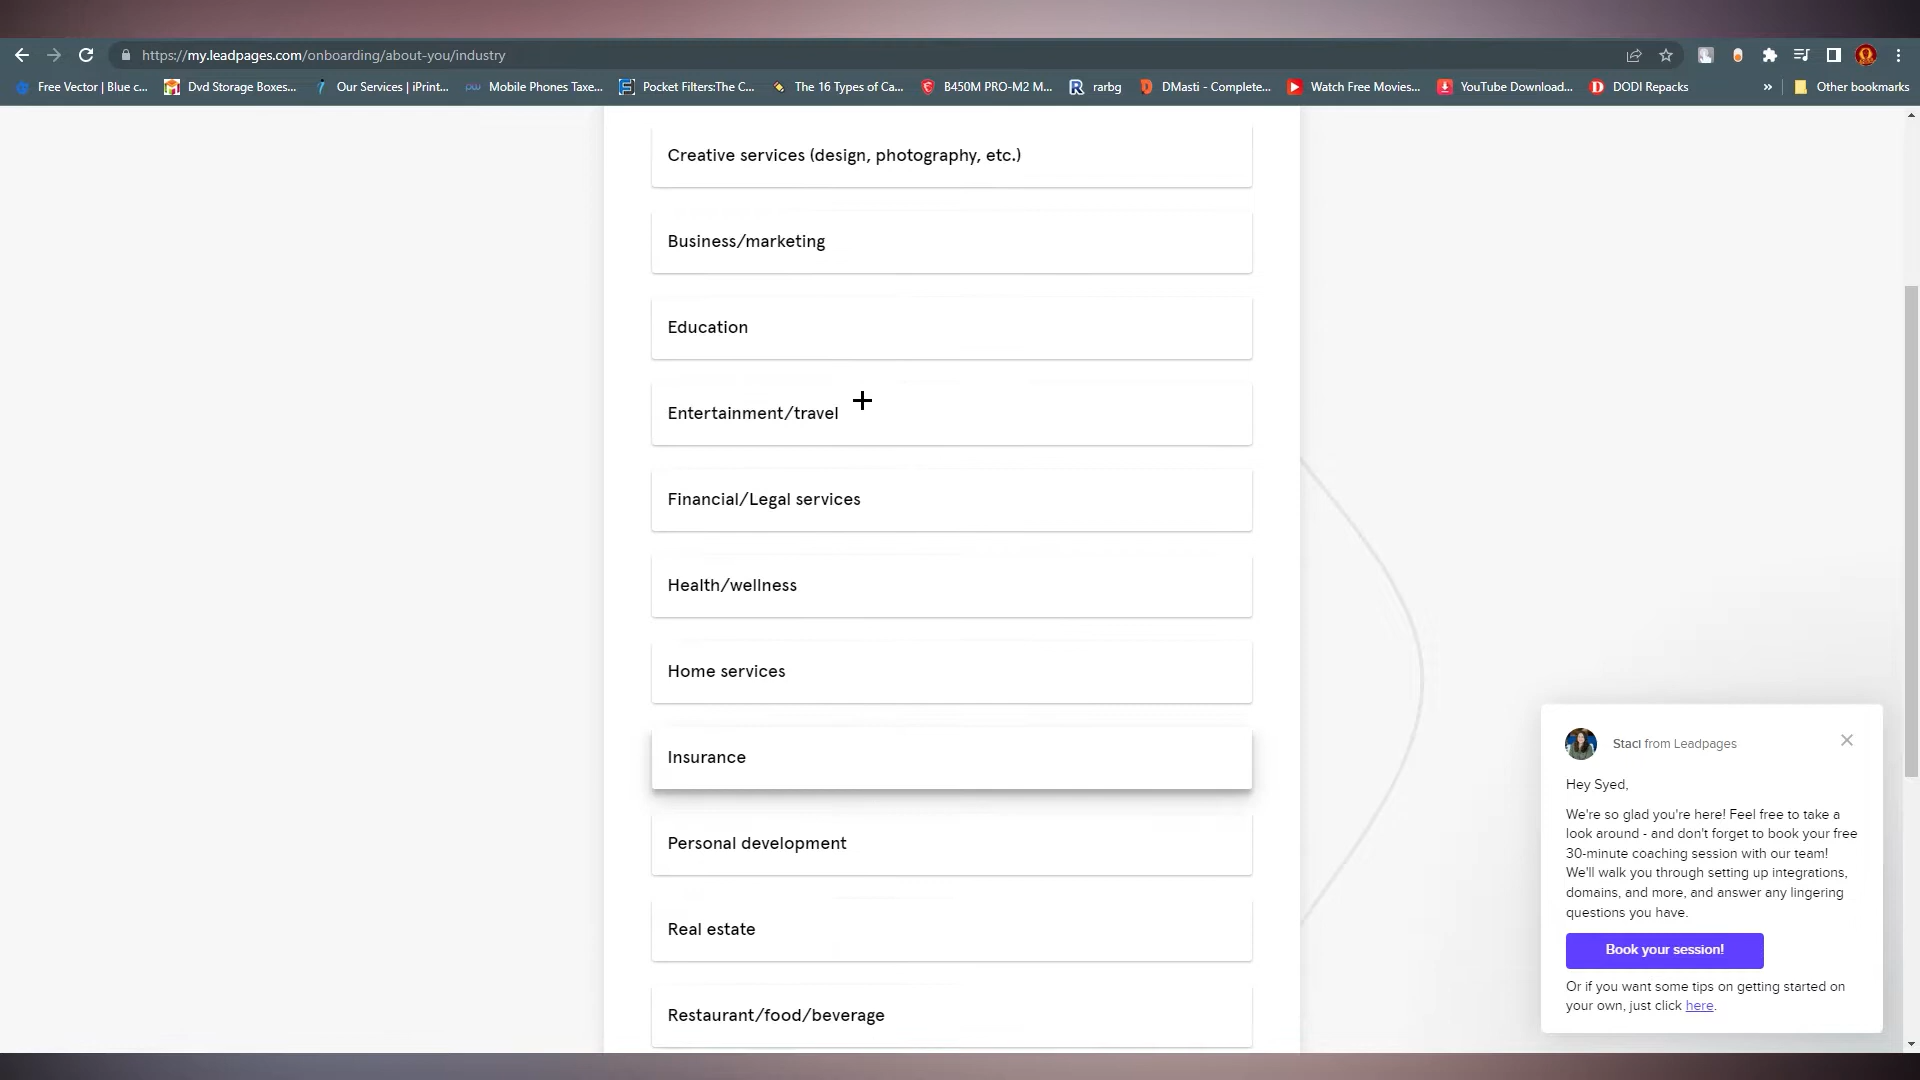 https://my.leadpages.com/onboarding/about-you/industry
Free Vector | Blue c...
Dvd Storage Boxes...
Our Services | iPrint...
Mobile Phones Taxe...
Pocket Filters:The C...
The 16 Types of Ca...
B450M PRO-M2 M...
rarbg
DMasti - Complete...
Watch Free Movies...
YouTube Download...
DODI Repacks
»
Other bookmarks
Creative services (design, photography, etc.)
Business/marketing
Education
Entertainment/travel
Financial/Legal services
Health/wellness
Home services
Insurance
Personal development
Real estate
Restaurant/food/beverage
Staci from Leadpages
Hey Syed,
We're so glad you're here! Feel free to take a
look around - and don't forget to book your free
30-minute coaching session with our team!
We'll walk you through setting up integrations,
domains, and more, and answer any lingering
questions you have.
Book your session!
Or if you want some tips on getting started on
your own, just click here.